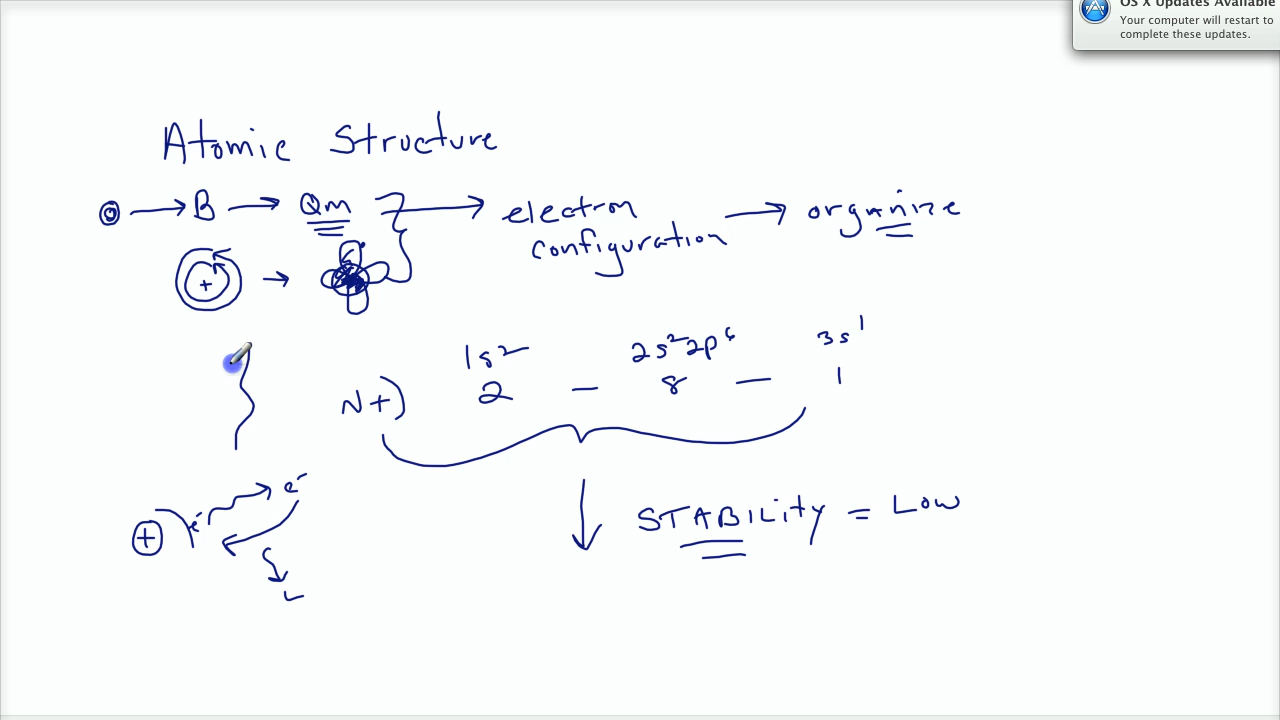 OS X Updates Available
Your computer will restart to
complete these updates.
Atomic Structure
B → QM → electron configuration → organize
+
1s² 2s²2p⁶ 3s¹
N+) 2 – 8 – 1
STABILITY = Low
+ e⁻ e⁻
L